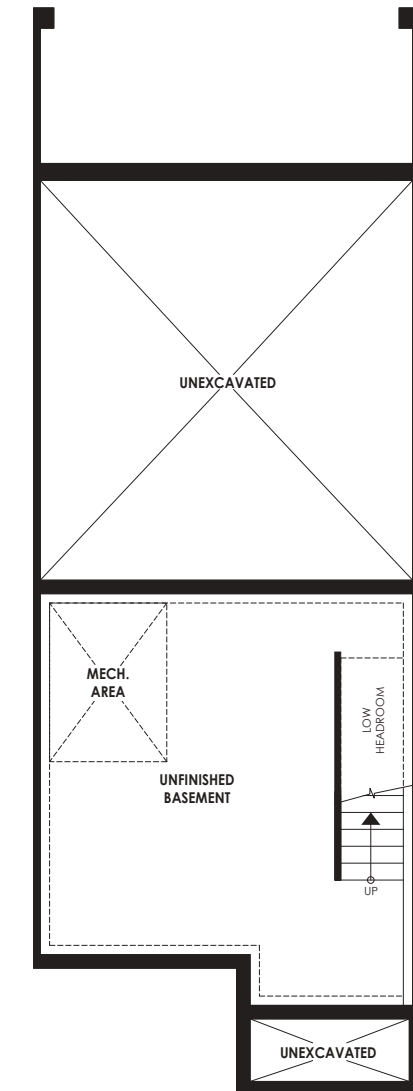 UNEXCAVATED
MECH.
AREA
LOW
HEADROOM
UNFINISHED
BASEMENT
UP
UNEXCAVATED